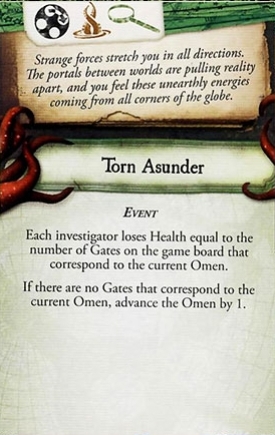 Strange forces stretch you in all directions.
The portals between worlds are pulling reality
apart, and you feel these unearthly energies
coming from all corners of the globe.
Torn Asunder
EVENT
Each investigator loses Health equal to the
number of Gates on the game board that
correspond to the current Omen.
If there are no Gates that correspond to the
current Omen, advance the Omen by 1.